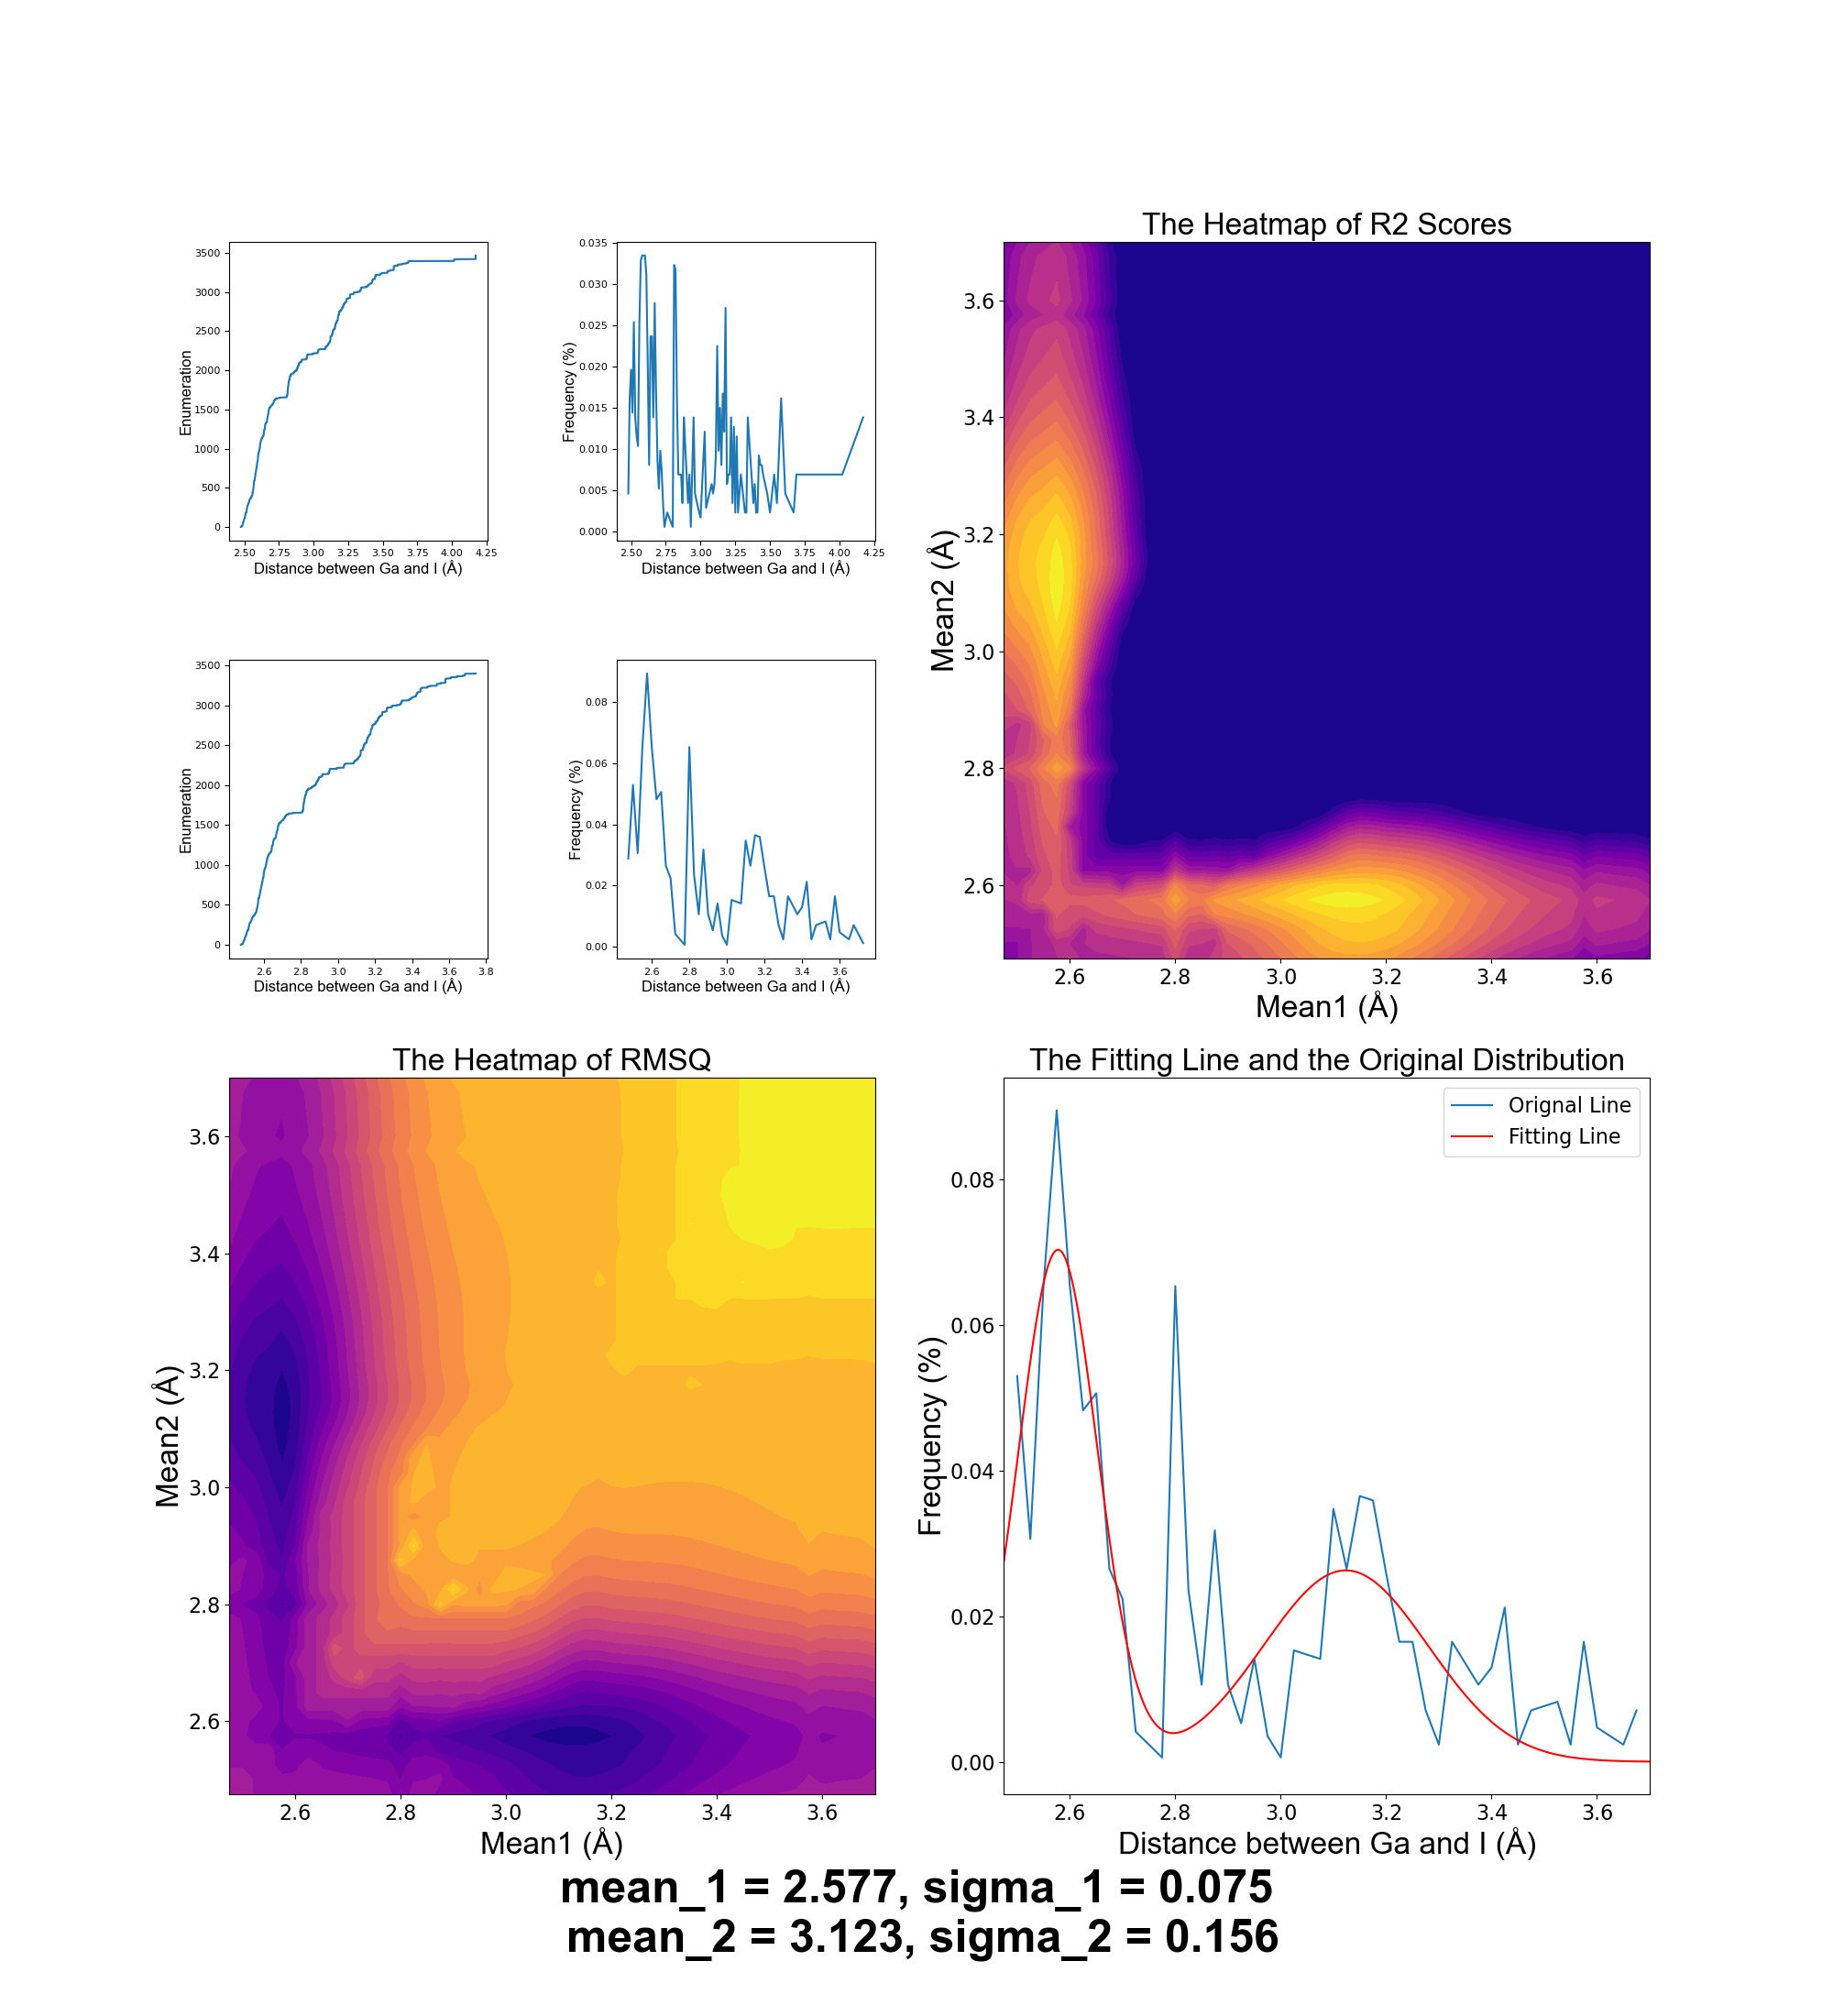 3500
3000
2500
2000
1500
1000
500
0
Enumeration
2.50 2.75 3.00 3.25 3.50 3.75 4.00 4.25
Distance between Ga and I (Å)
0.035
0.030
0.025
0.020
0.015
0.010
0.005
0.000
Frequency (%)
2.50 2.75 3.00 3.25 3.50 3.75 4.00 4.25
Distance between Ga and I (Å)
The Heatmap of R2 Scores
3.6
3.4
3.2
3.0
2.8
2.6
Mean2 (Å)
2.6 2.8 3.0 3.2 3.4 3.6
Mean1 (Å)
3500
3000
2500
2000
1500
1000
500
0
Enumeration
2.6 2.8 3.0 3.2 3.4 3.6 3.8
Distance between Ga and I (Å)
0.08
0.06
0.04
0.02
0.00
Frequency (%)
2.6 2.8 3.0 3.2 3.4 3.6
Distance between Ga and I (Å)
The Heatmap of RMSQ
3.6
3.4
3.2
3.0
2.8
2.6
Mean2 (Å)
2.6 2.8 3.0 3.2 3.4 3.6
Mean1 (Å)
The Fitting Line and the Original Distribution
Orignal Line
Fitting Line
0.08
0.06
0.04
0.02
0.00
Frequency (%)
2.6 2.8 3.0 3.2 3.4 3.6
Distance between Ga and I (Å)
mean_1 = 2.577, sigma_1 = 0.075
mean_2 = 3.123, sigma_2 = 0.156